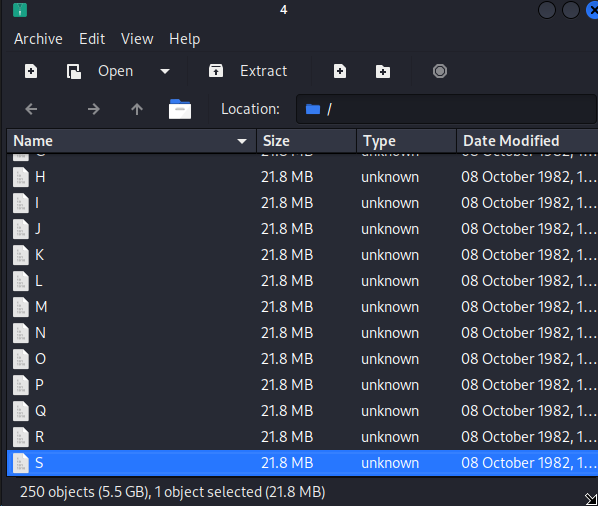 4
Archive Edit View Help
Open Extract
Location: /
Name Size Type Date Modified
H 21.8 MB unknown 08 October 1982, 1…
I 21.8 MB unknown 08 October 1982, 1…
J 21.8 MB unknown 08 October 1982, 1…
K 21.8 MB unknown 08 October 1982, 1…
L 21.8 MB unknown 08 October 1982, 1…
M 21.8 MB unknown 08 October 1982, 1…
N 21.8 MB unknown 08 October 1982, 1…
O 21.8 MB unknown 08 October 1982, 1…
P 21.8 MB unknown 08 October 1982, 1…
Q 21.8 MB unknown 08 October 1982, 1…
R 21.8 MB unknown 08 October 1982, 1…
S 21.8 MB unknown 08 October 1982, 1…
250 objects (5.5 GB), 1 object selected (21.8 MB)